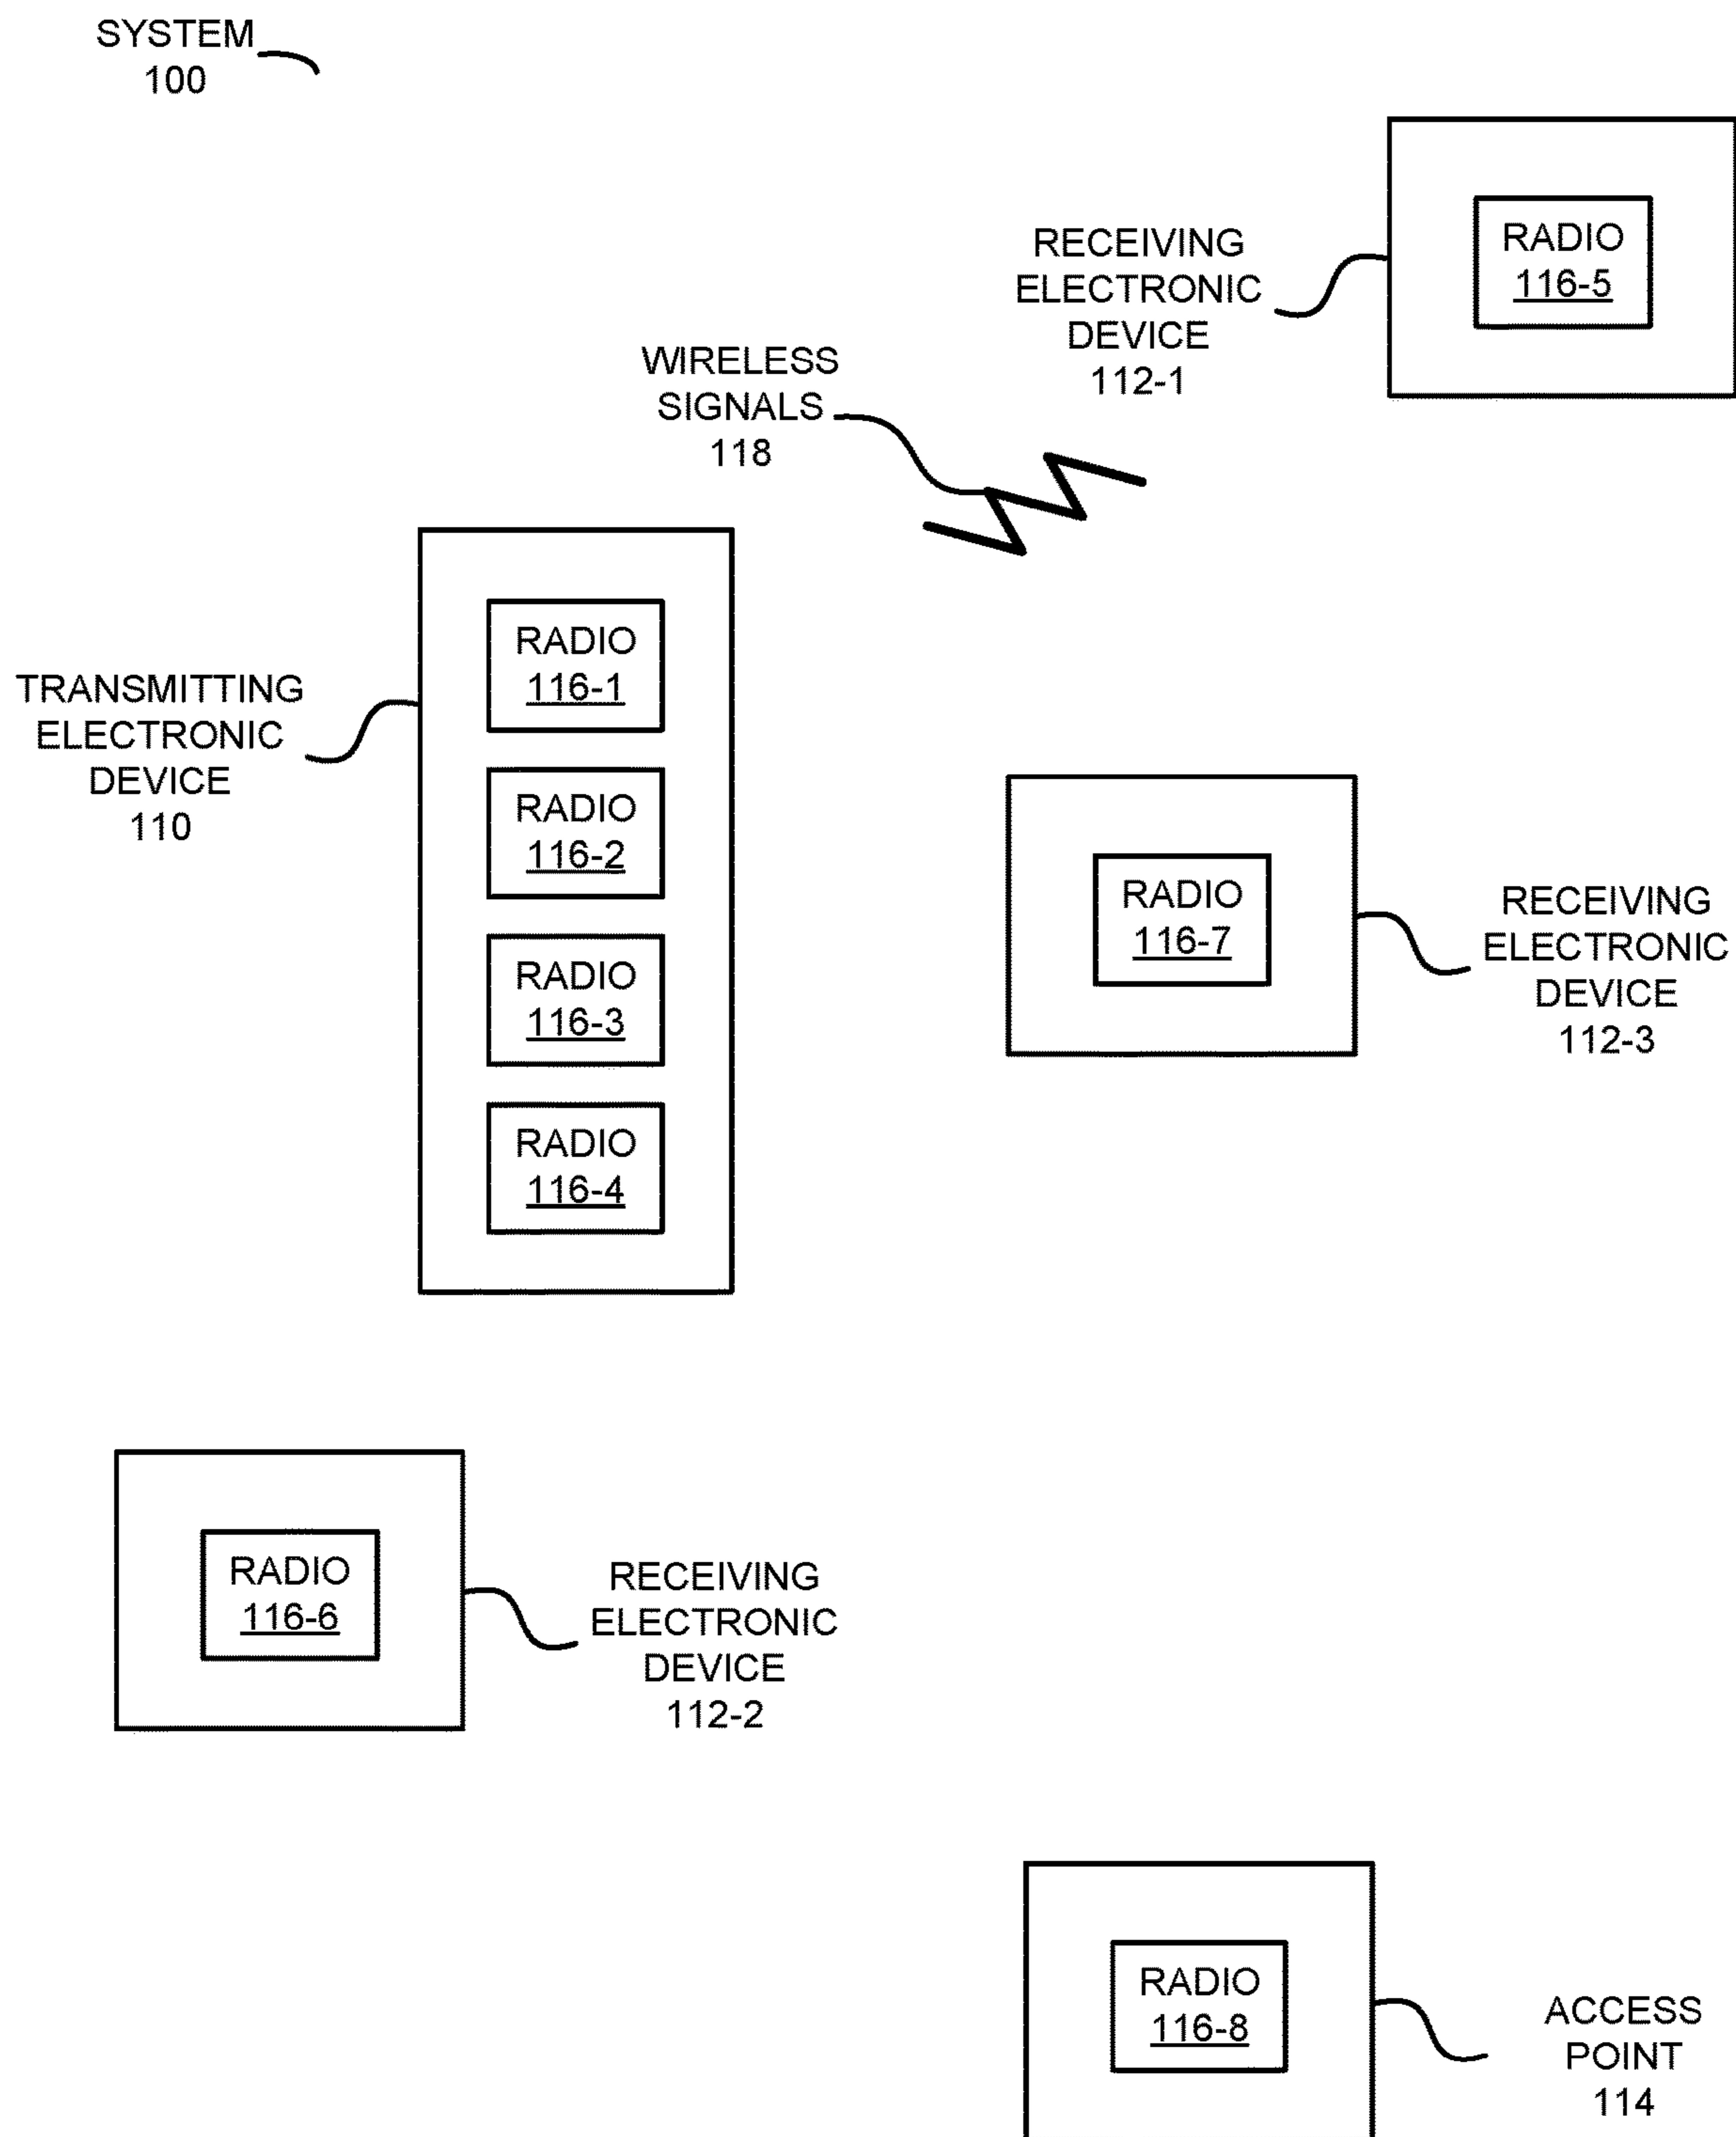 SYSTEM
100
RADIO
116-5
RECEIVING
ELECTRONIC
DEVICE
112-1
WIRELESS
SIGNALS
118
RADIO
116-1
TRANSMITTING
ELECTRONIC
DEVICE
110
RADIO
116-2
RADIO
116-3
RADIO
116-4
RADIO
116-7
RECEIVING
ELECTRONIC
DEVICE
112-3
RADIO
116-6
RECEIVING
ELECTRONIC
DEVICE
112-2
RADIO
116-8
ACCESS
POINT
114